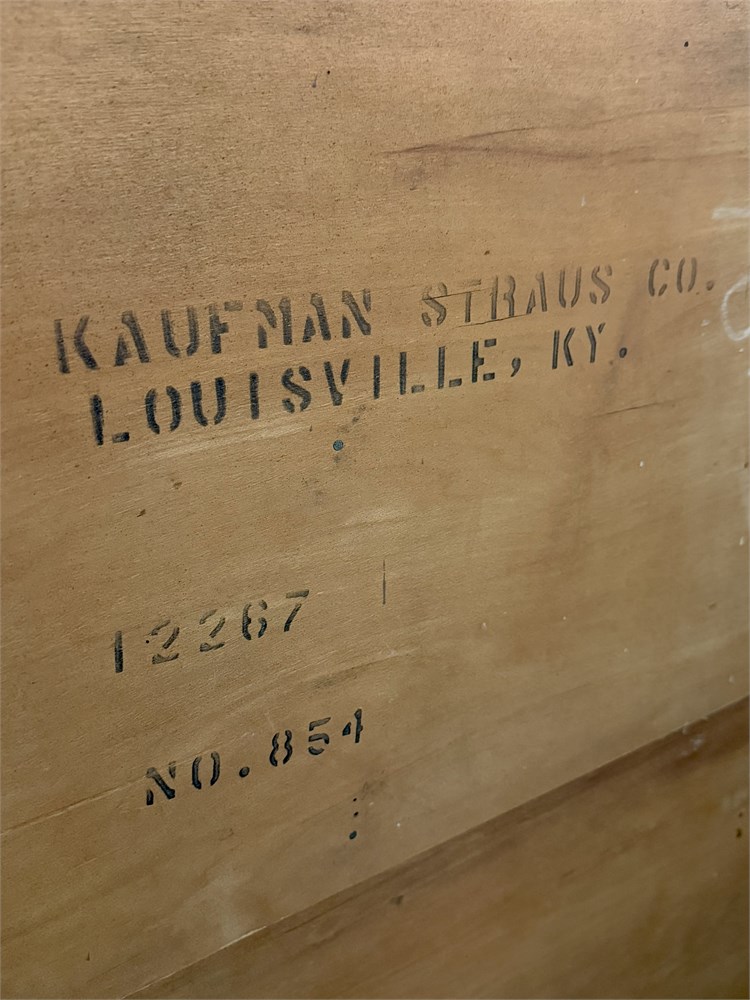 KAUFMAN STRAUS CO.
LOUISVILLE, KY.
12267
NO. 854